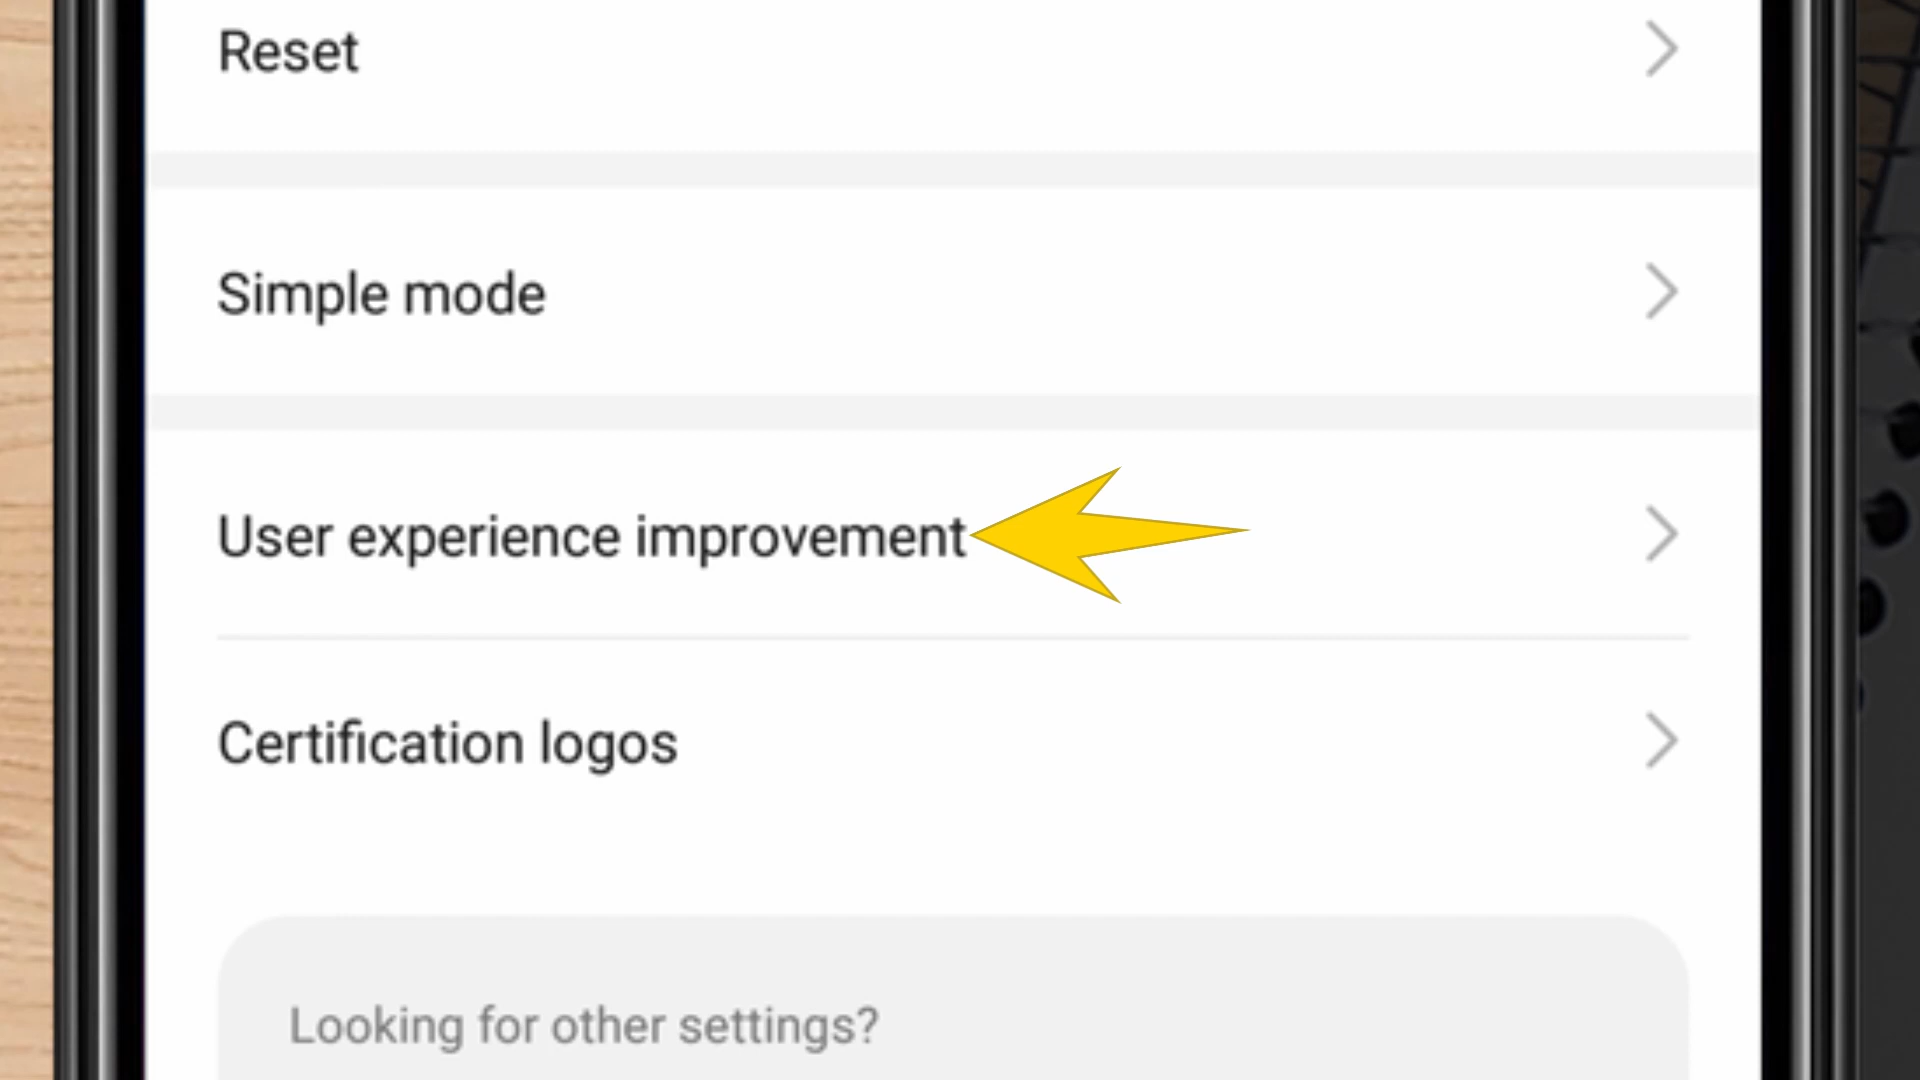 Reset
Simple mode
User experience improvement
Certification logos
Looking for other settings?